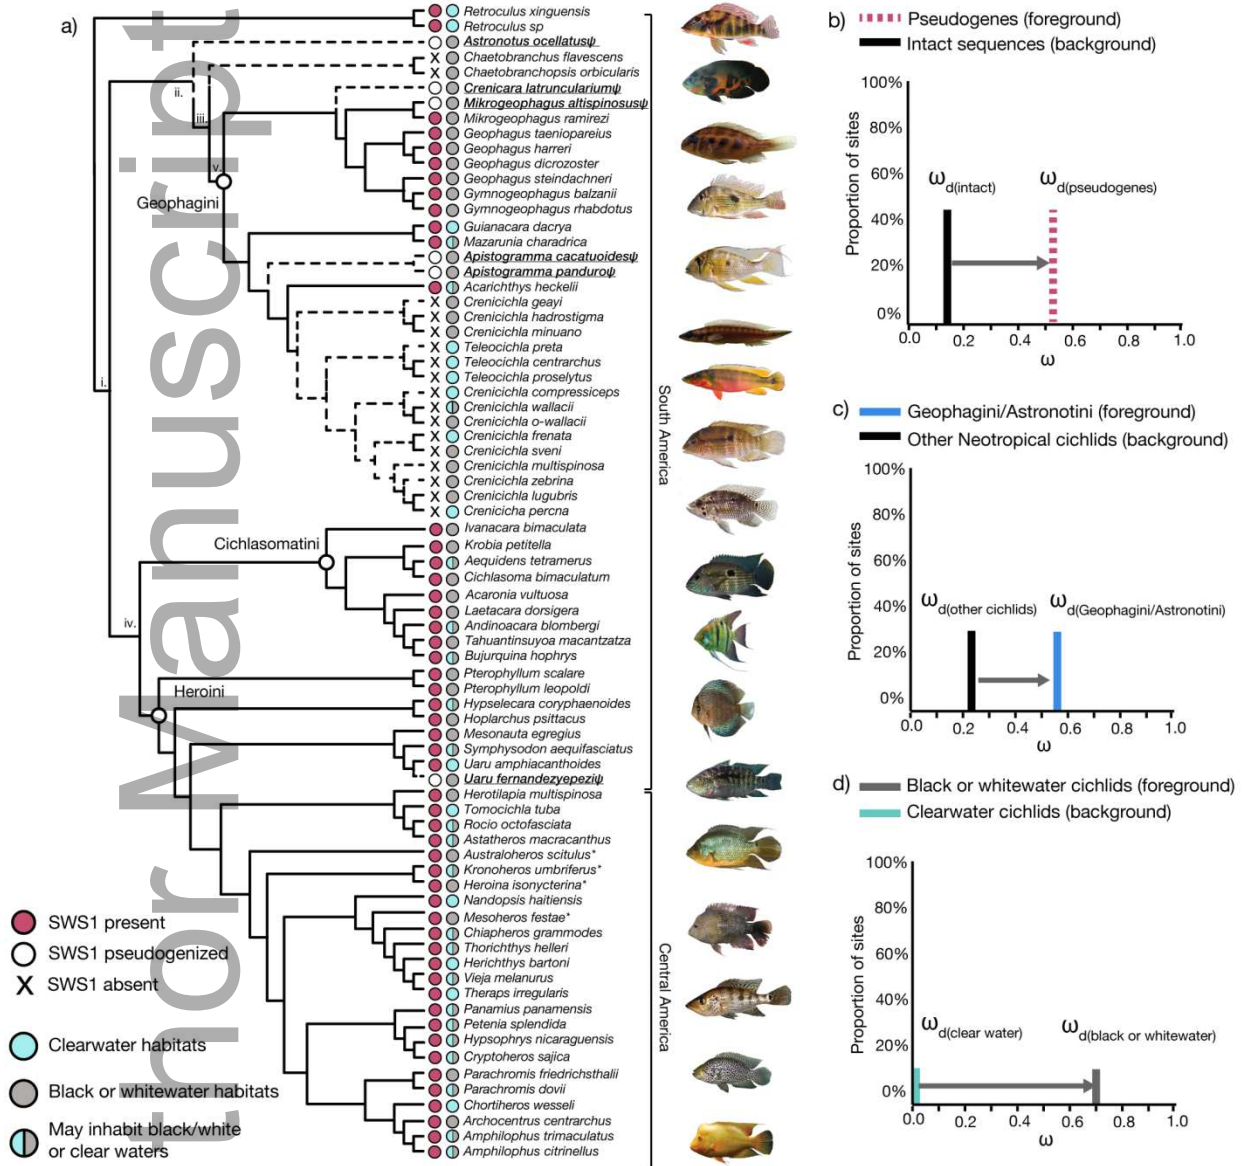 a)
Retroculus xinguensis
Retroculus sp
Astronotus ocellatusψ
Chaetobranchus flavescens
Chaetobranchopsis orbicularis
Crenicara latrunculariumψ
Mikrogeophagus altispinosusψ
Mikrogeophagus ramirezi
Geophagus taeniopareius
Geophagus harreri
Geophagus dicrozoster
Geophagus steindachneri
Gymnogeophagus balzanii
Gymnogeophagus rhabdotus
Guianacara dacrya
Mazarunia charadrica
Apistogramma cacatuoidesψ
Apistogramma panduroψ
Acarichthys heckelii
Crenicichla geayi
Crenicichla hadrostigma
Crenicichla minuano
Teleocichla preta
Teleocichla centrarchus
Teleocichla proselytus
Crenicichla compressiceps
Crenicichla wallacii
Crenicichla o-wallacii
Crenicichla frenata
Crenicichla sveni
Crenicichla multispinosa
Crenicichla zebrina
Crenicichla lugubris
Crenicichla percna
Ivanacara bimaculata
Krobia petitella
Aequidens tetramerus
Cichlasoma bimaculatum
Acaronia vultuosa
Laetacara dorsigera
Andinoacara blombergi
Tahuantinsuyoa macantzatza
Bujurquina hophrys
Pterophyllum scalare
Pterophyllum leopoldi
Hypselecara coryphaenoides
Hoplarchus psittacus
Mesonauta egregius
Symphysodon aequifasciatus
Uaru amphiacanthoides
Uaru fernandezyepeziψ
Herotilapia multispinosa
Tomocichla tuba
Rocio octofasciata
Astatheros macracanthus
Australoheros scitulus*
Kronoheros umbriferus*
Heroina isonycterina*
Nandopsis haitiensis
Mesoheros festae*
Chiapheros grammodes
Thorichthys helleri
Herichthys bartoni
Vieja melanurus
Theraps irregularis
Panamius panamensis
Petenia splendida
Hypsophrys nicaraguensis
Cryptoheros sajica
Parachromis friedrichsthalii
Parachromis dovii
Chortiheros wesseli
Archocentrus centrarchus
Amphilophus trimaculatus
Amphilophus citrinellus
i.
ii.
iii.
iv.
v.
Geophagini
Cichlasomatini
Heroini
South America
Central America
SWS1 present
SWS1 pseudogenized
X SWS1 absent
Clearwater habitats
Black or whitewater habitats
May inhabit black/white
or clear waters
thor Manuscript
b)
Pseudogenes (foreground)
Intact sequences (background)
Proportion of sites
100%
80%
60%
40%
20%
0%
ωd(intact)
ωd(pseudogenes)
0.0 0.2 0.4 0.6 0.8 1.0
ω
c)
Geophagini/Astronotini (foreground)
Other Neotropical cichlids (background)
Proportion of sites
100%
80%
60%
40%
20%
0%
ωd(other cichlids)
ωd(Geophagini/Astronotini)
0.0 0.2 0.4 0.6 0.8 1.0
ω
d)
Black or whitewater cichlids (foreground)
Clearwater cichlids (background)
Proportion of sites
100%
80%
60%
40%
20%
0%
ωd(clear water)
ωd(black or whitewater)
0.0 0.2 0.4 0.6 0.8 1.0
ω